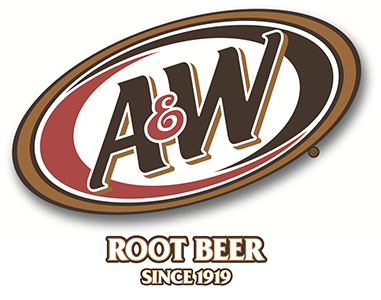 A&W
®
ROOT BEER
SINCE 1919